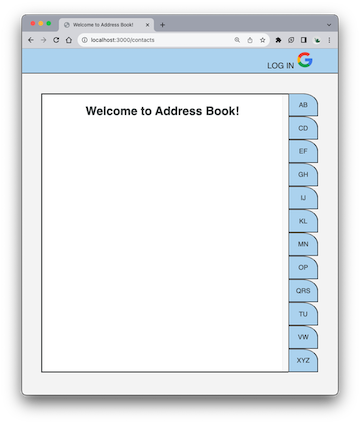 Welcome to Address Book!
localhost:3000/contacts
LOG IN
Welcome to Address Book!
AB
CD
EF
GH
IJ
KL
MN
OP
QRS
TU
VW
XYZ